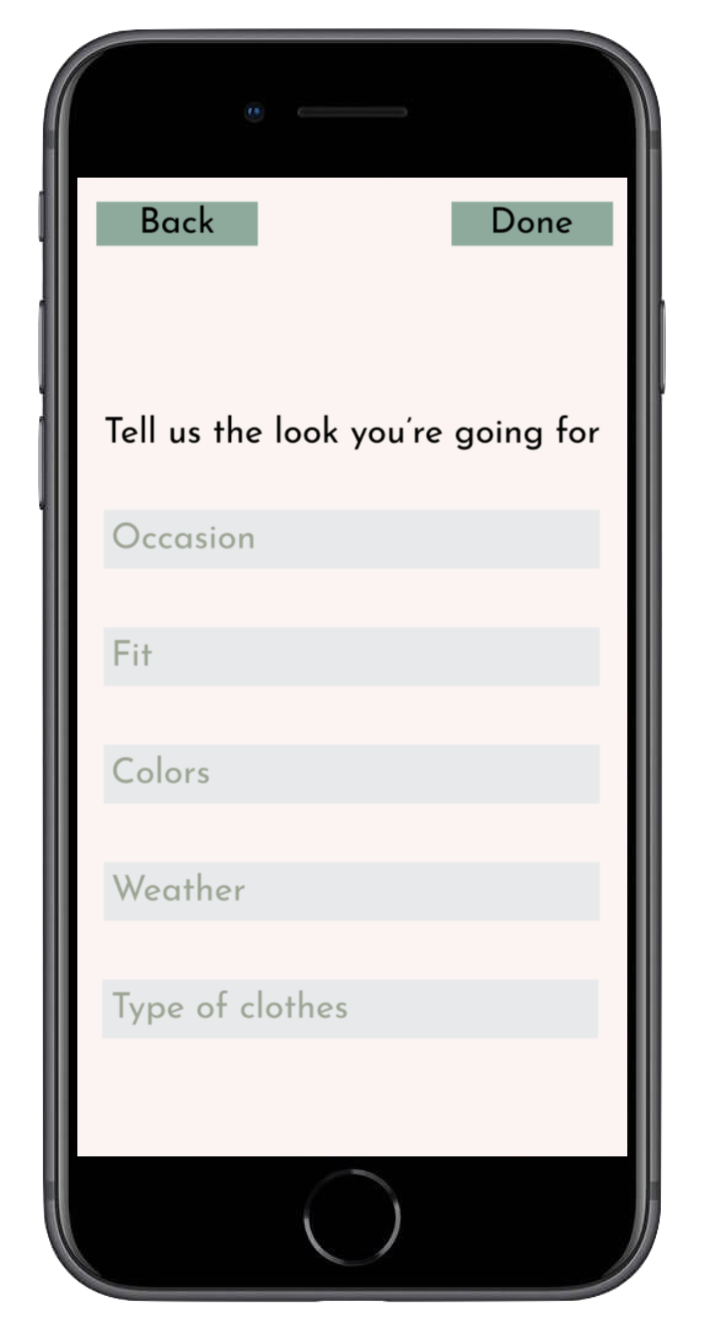 Back
Done
Tell us the look you're going for
Occasion
Fit
Colors
Weather
Type of clothes